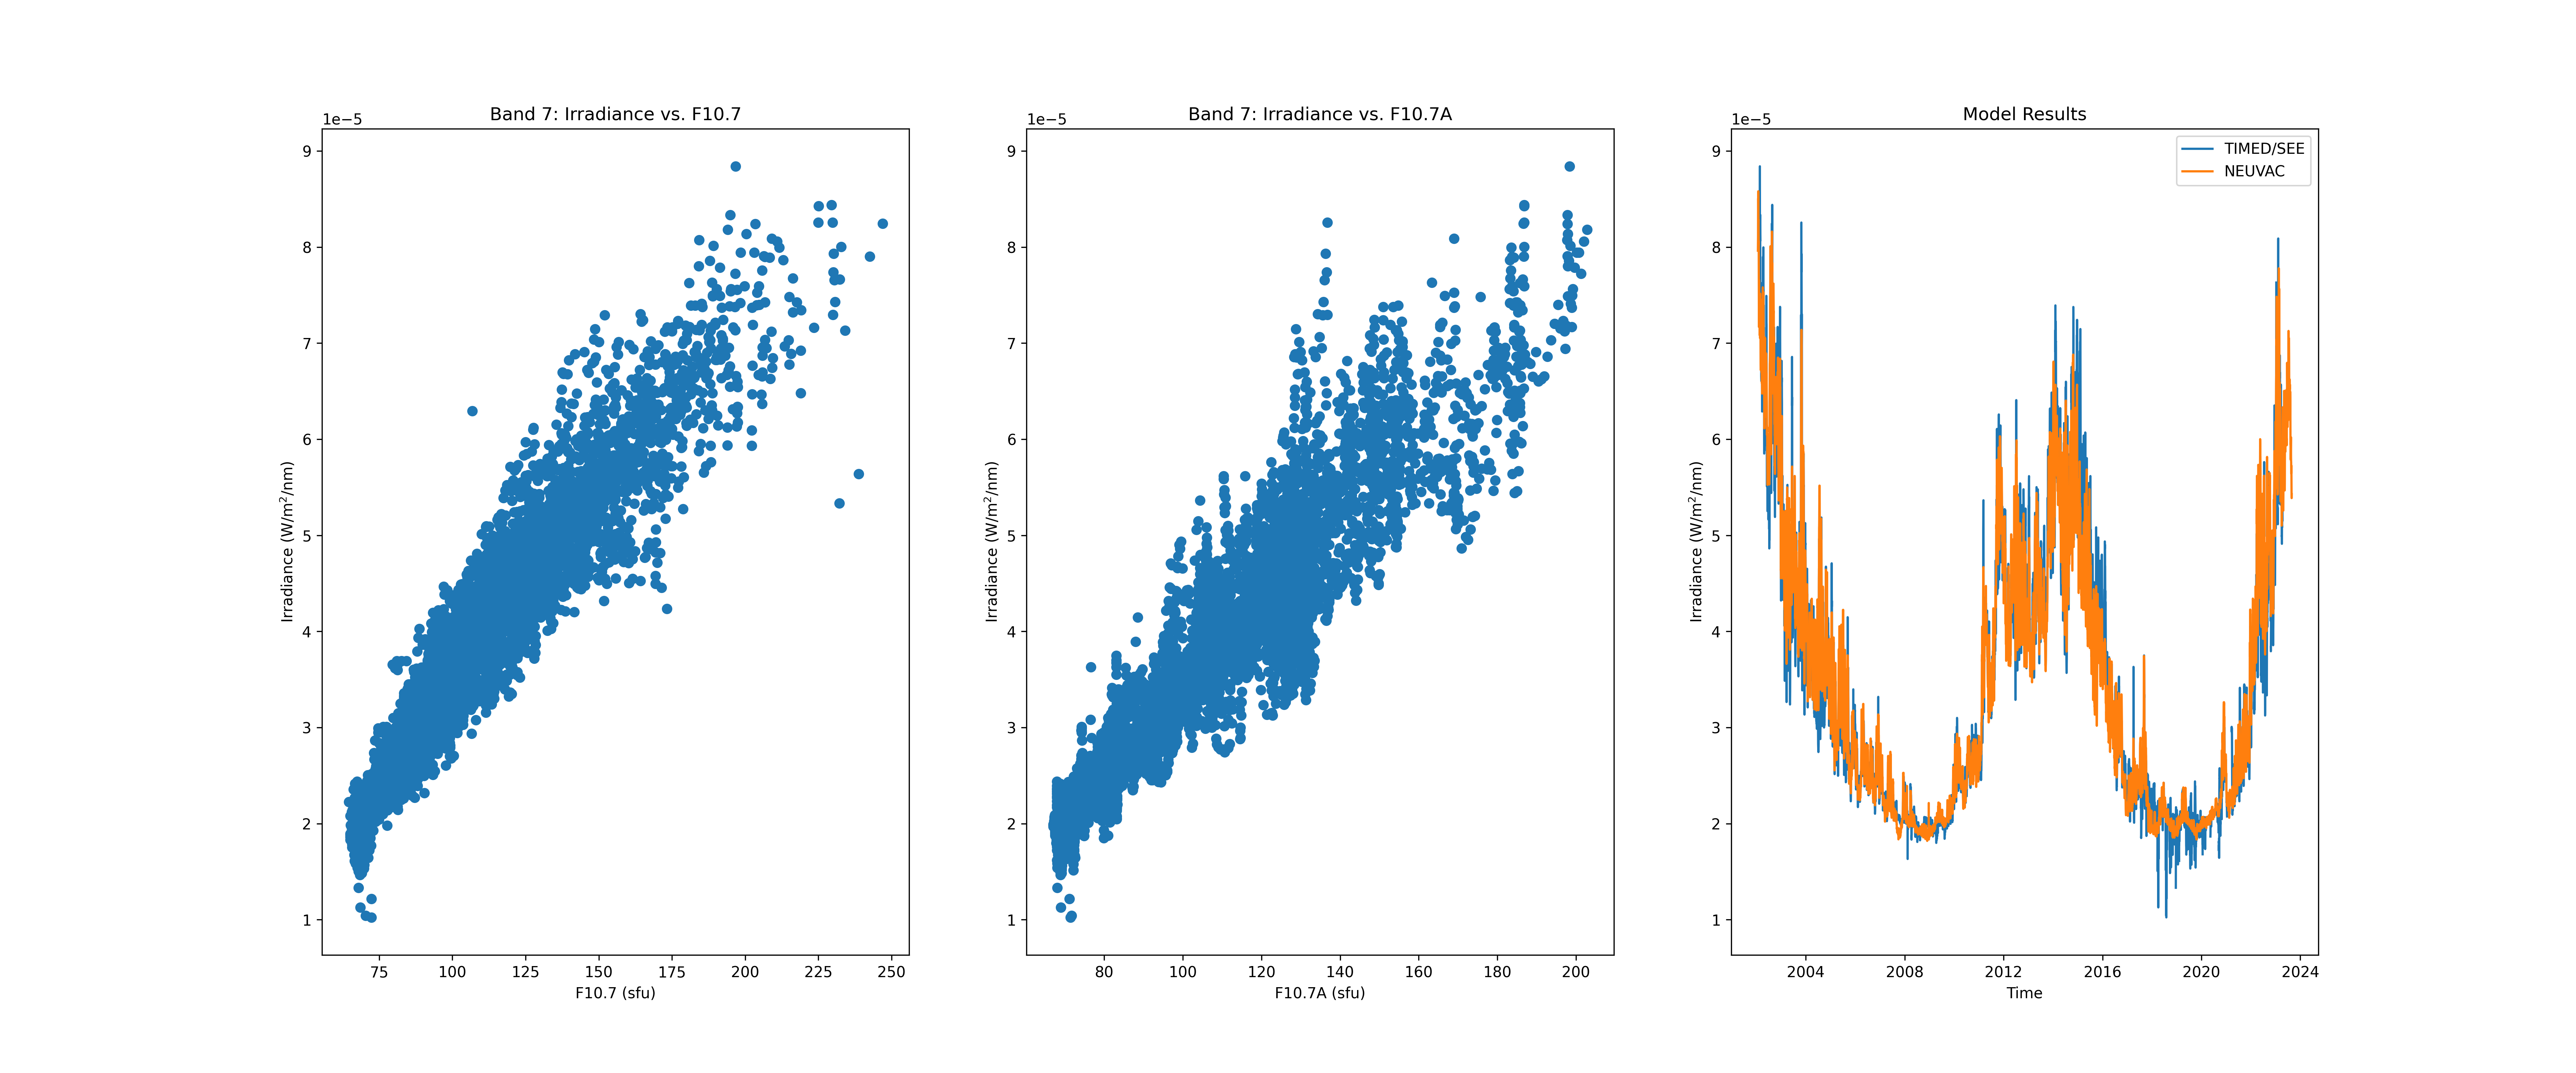 Band 7: Irradiance vs. F10.7
1e−5
9
8
7
6
5
4
3
2
1
Irradiance (W/m²/nm)
75 100 125 150 175 200 225 250
F10.7 (sfu)
Band 7: Irradiance vs. F10.7A
1e−5
9
8
7
6
5
4
3
2
1
Irradiance (W/m²/nm)
80 100 120 140 160 180 200
F10.7A (sfu)
Model Results
1e−5
TIMED/SEE
NEUVAC
9
8
7
6
5
4
3
2
1
Irradiance (W/m²/nm)
2004 2008 2012 2016 2020 2024
Time